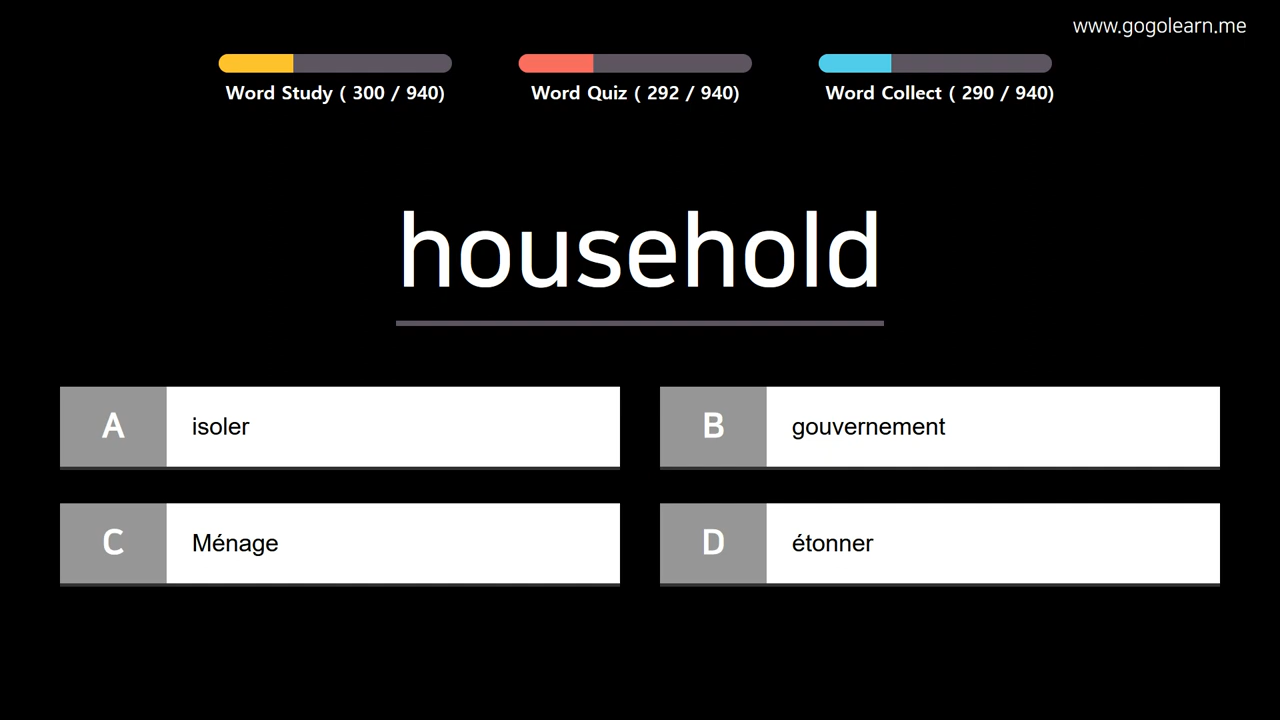 www.gogolearn.me
Word Study ( 300 / 940)
Word Quiz ( 292 / 940)
Word Collect ( 290 / 940)
household
A isoler
B gouvernement
C Ménage
D étonner